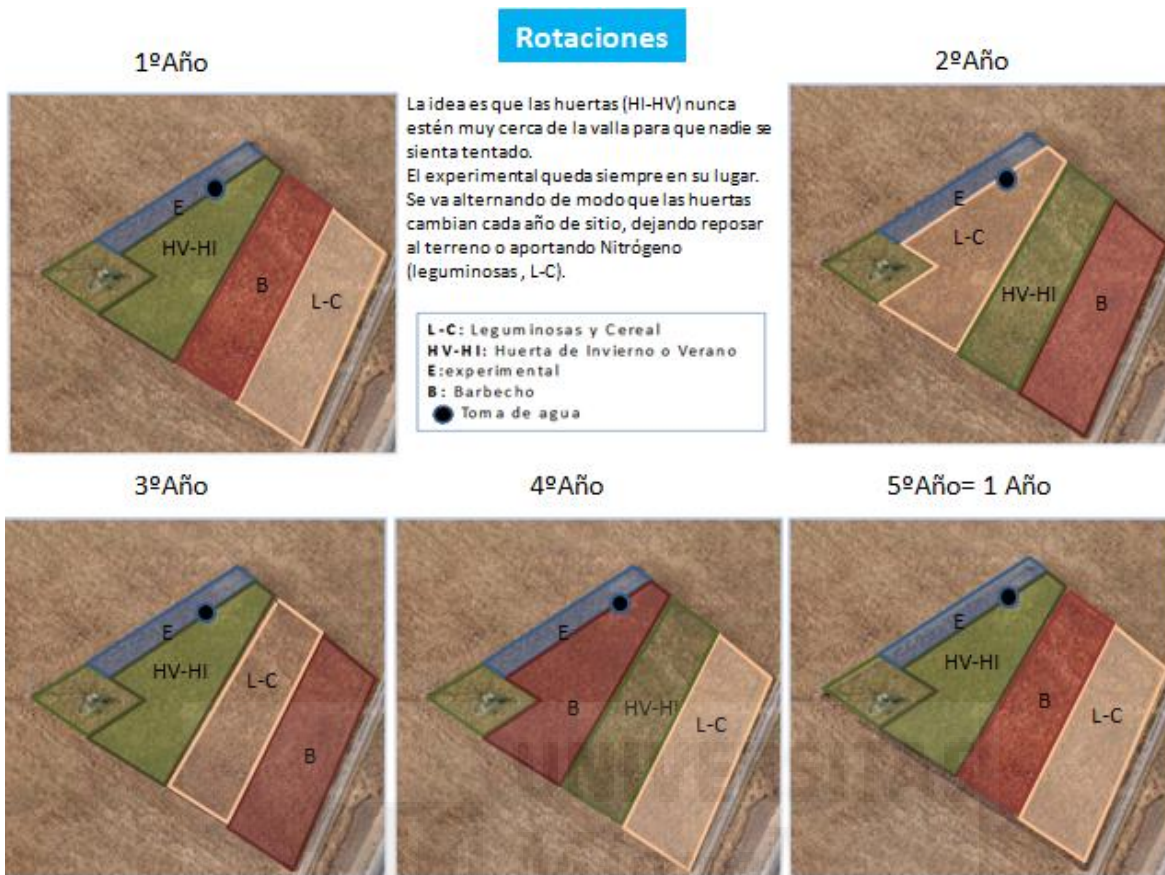 Rotaciones
1ºAño
E
HV-HI
B
L-C
La idea es que las huertas (HI-HV) nunca
estén muy cerca de la valla para que nadie se
sienta tentado.
El experimental queda siempre en su lugar.
Se va alternando de modo que las huertas
cambian cada año de sitio, dejando reposar
al terreno o aportando Nitrógeno
(leguminosas , L-C).
L-C: Leguminosas y Cereal
HV-HI: Huerta de Invierno o Verano
E:experimental
B: Barbecho
Toma de agua
2ºAño
E
L-C
HV-HI
B
3ºAño
E
HV-HI
L-C
B
4ºAño
E
B
HV-HI
L-C
5ºAño= 1 Año
E
HV-HI
B
L-C